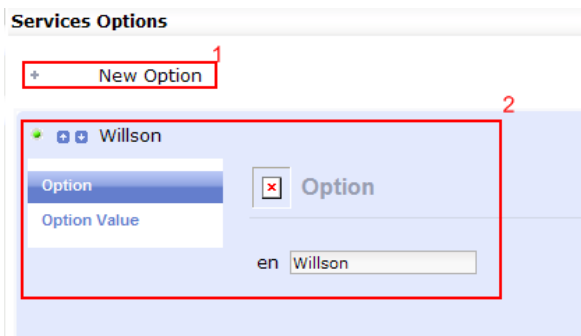 Services Options
1
+ New Option
2
Willson
Option
Option
Option Value
en Willson